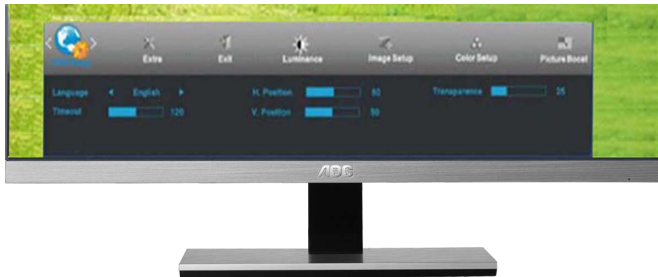 Extra
Exit
Luminance
Image Setup
Color Setup
Picture Boost
Language
English
H. Position
50
Transparence
25
Timeout
120
V. Position
50
AOC